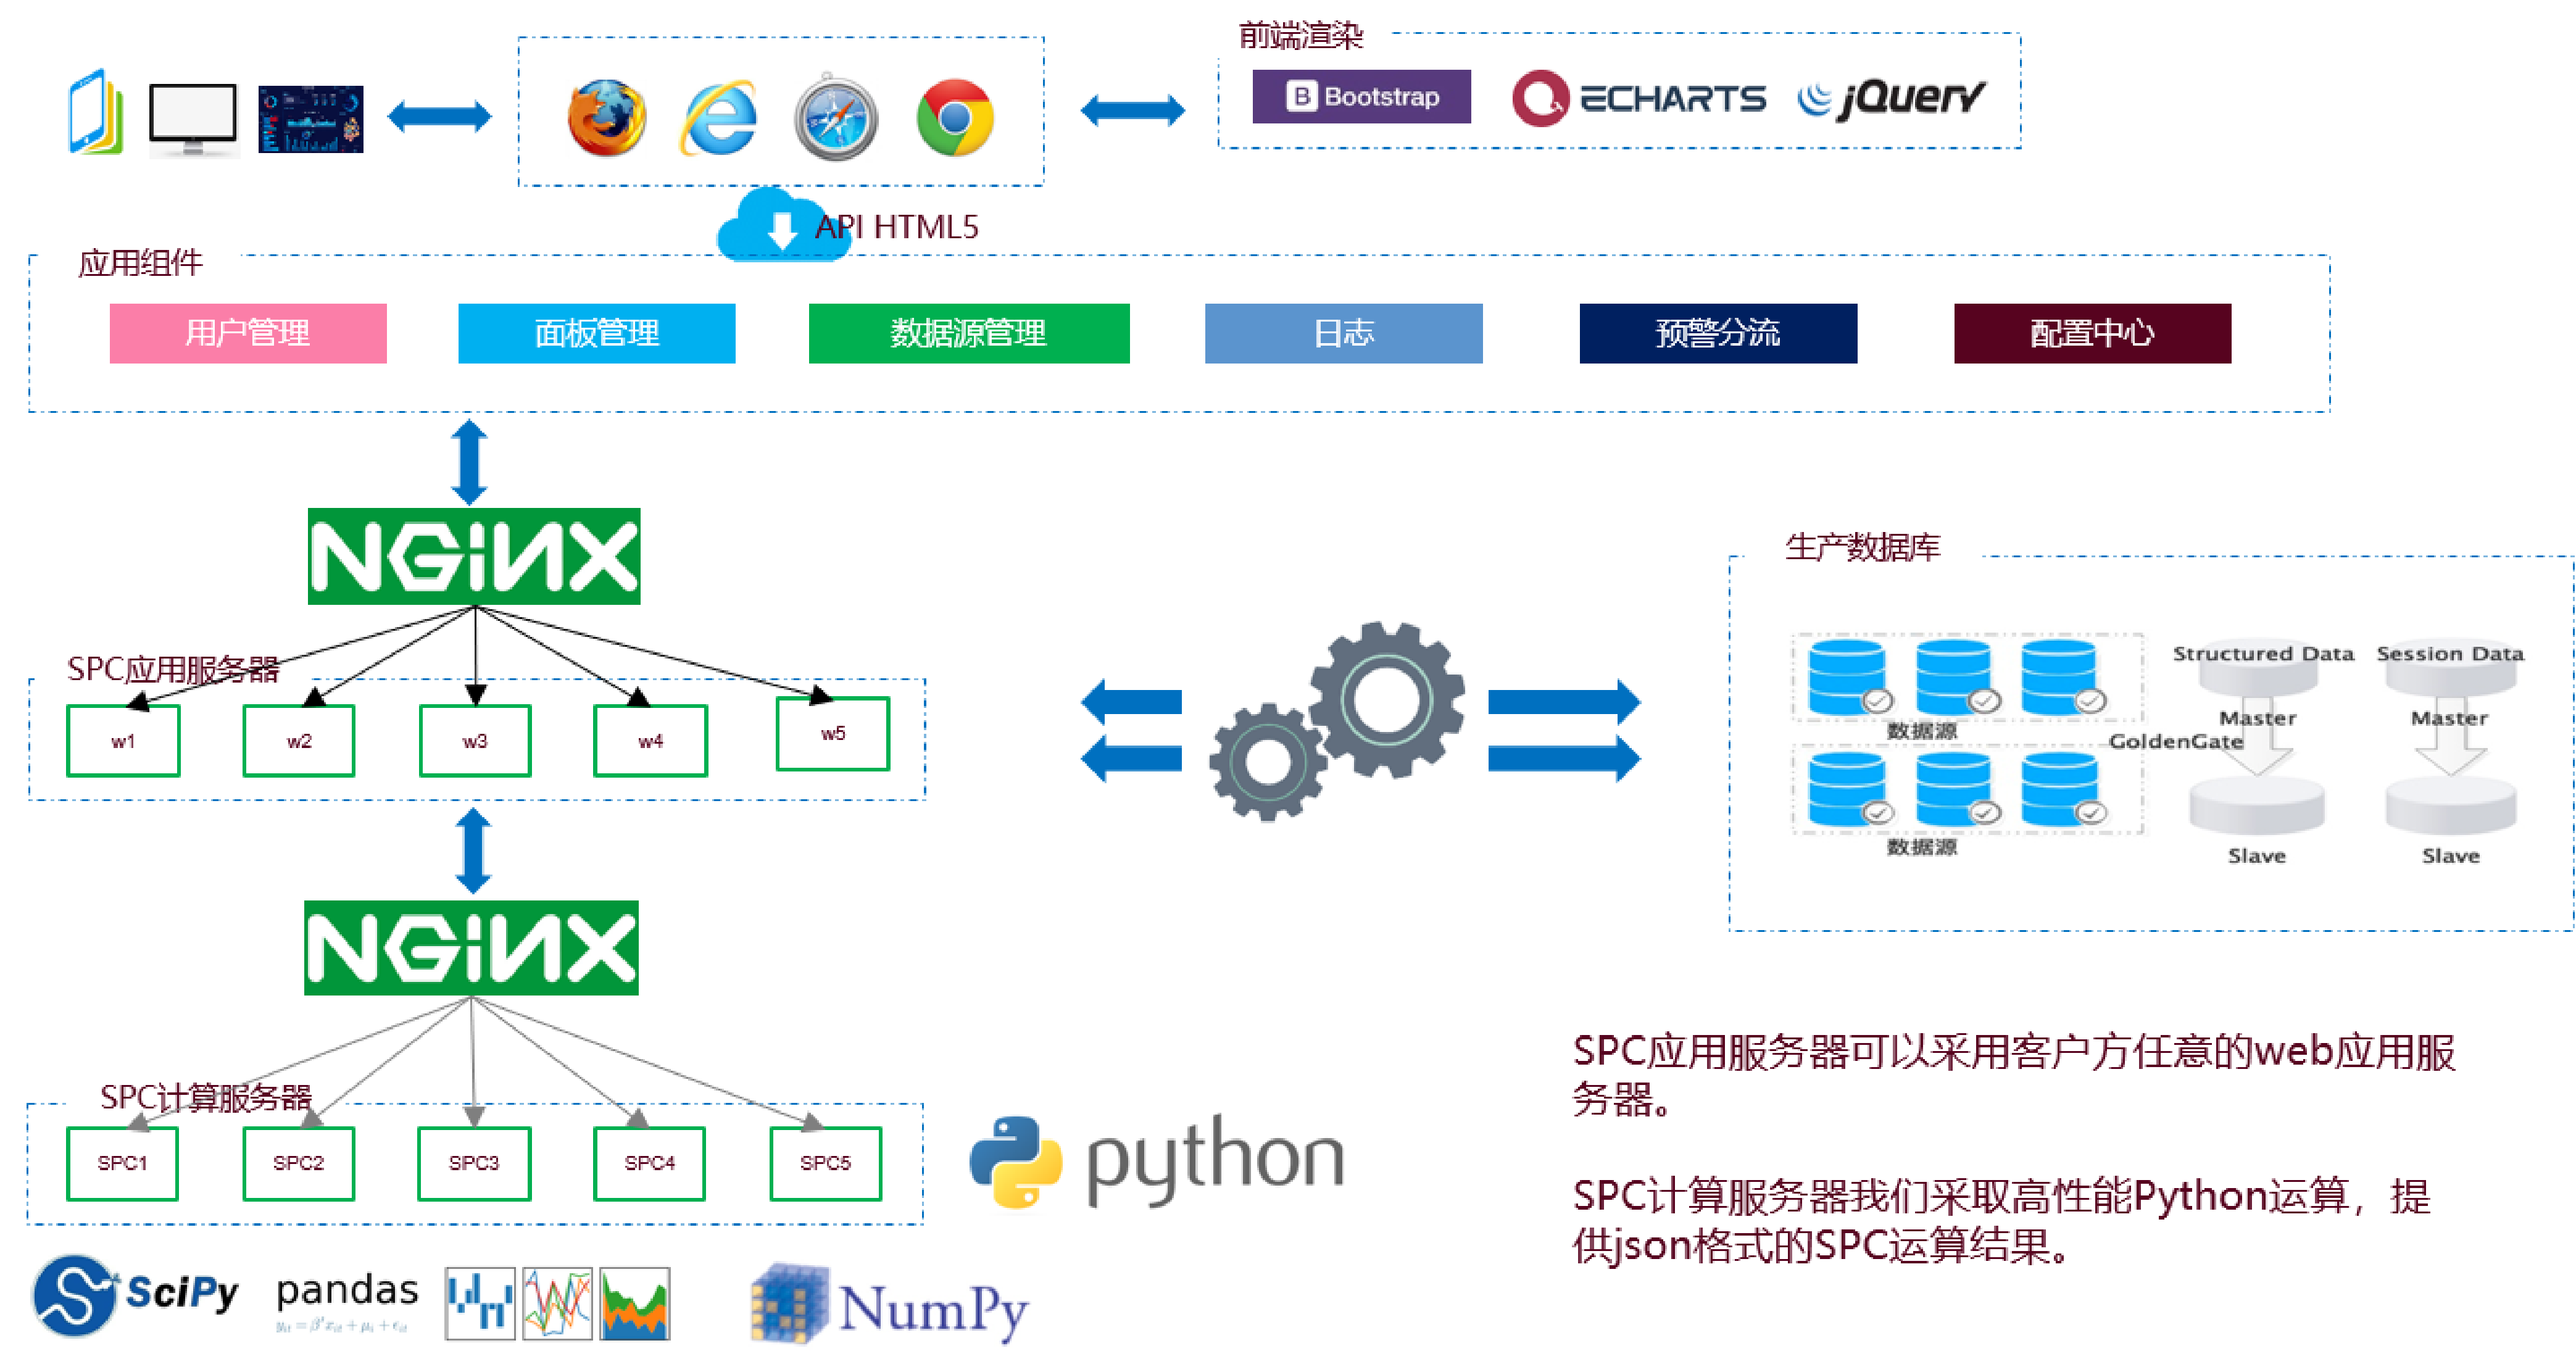 前端渲染
B Bootstrap
ECHARTS
jQuery
API HTML5
应用组件
用户管理
面板管理
数据源管理
日志
预警分流
配置中心
NGINX
SPC应用服务器
w1
w2
w3
w4
w5
生产数据库
Structured Data
Session Data
Master
Master
数据源
GoldenGate
数据源
Slave
Slave
NGINX
SPC计算服务器
SPC1
SPC2
SPC3
SPC4
SPC5
python
SPC应用服务器可以采用客户方任意的web应用服
务器。
SPC计算服务器我们采取高性能Python运算，提
供json格式的SPC运算结果。
SciPy
pandas
yit = β′xit + μi + ϵit
NumPy